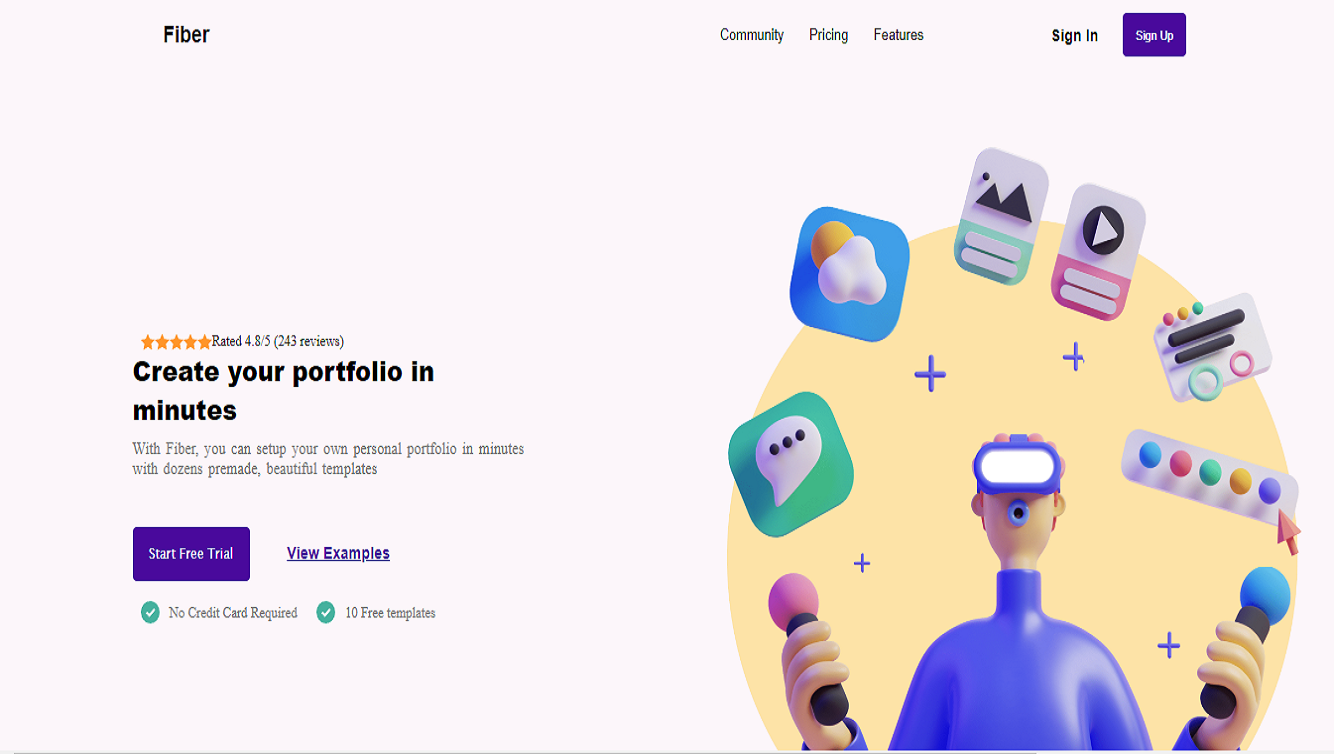 Fiber
Community Pricing Features
Sign In
Sign Up
Rated 4.8/5 (243 reviews)
Create your portfolio in
minutes
With Fiber, you can setup your own personal portfolio in minutes
with dozens premade, beautiful templates
Start Free Trial
View Examples
No Credit Card Required
10 Free templates